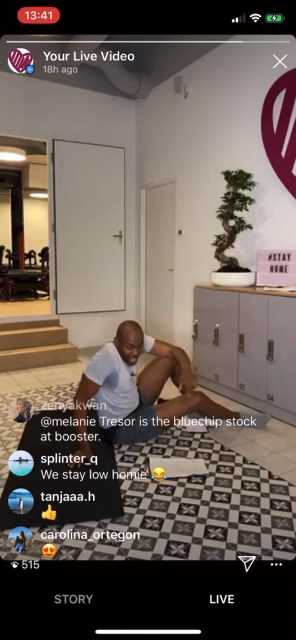 13:41
Your Live Video
18h ago
#STAY
HOME
zenyakwan
@melanie Tresor is the bluechip stock
at booster.
splinter_q
We stay low homie 😂
tanjaaa.h
👍
carolina_ortegon
😍
515
STORY
LIVE